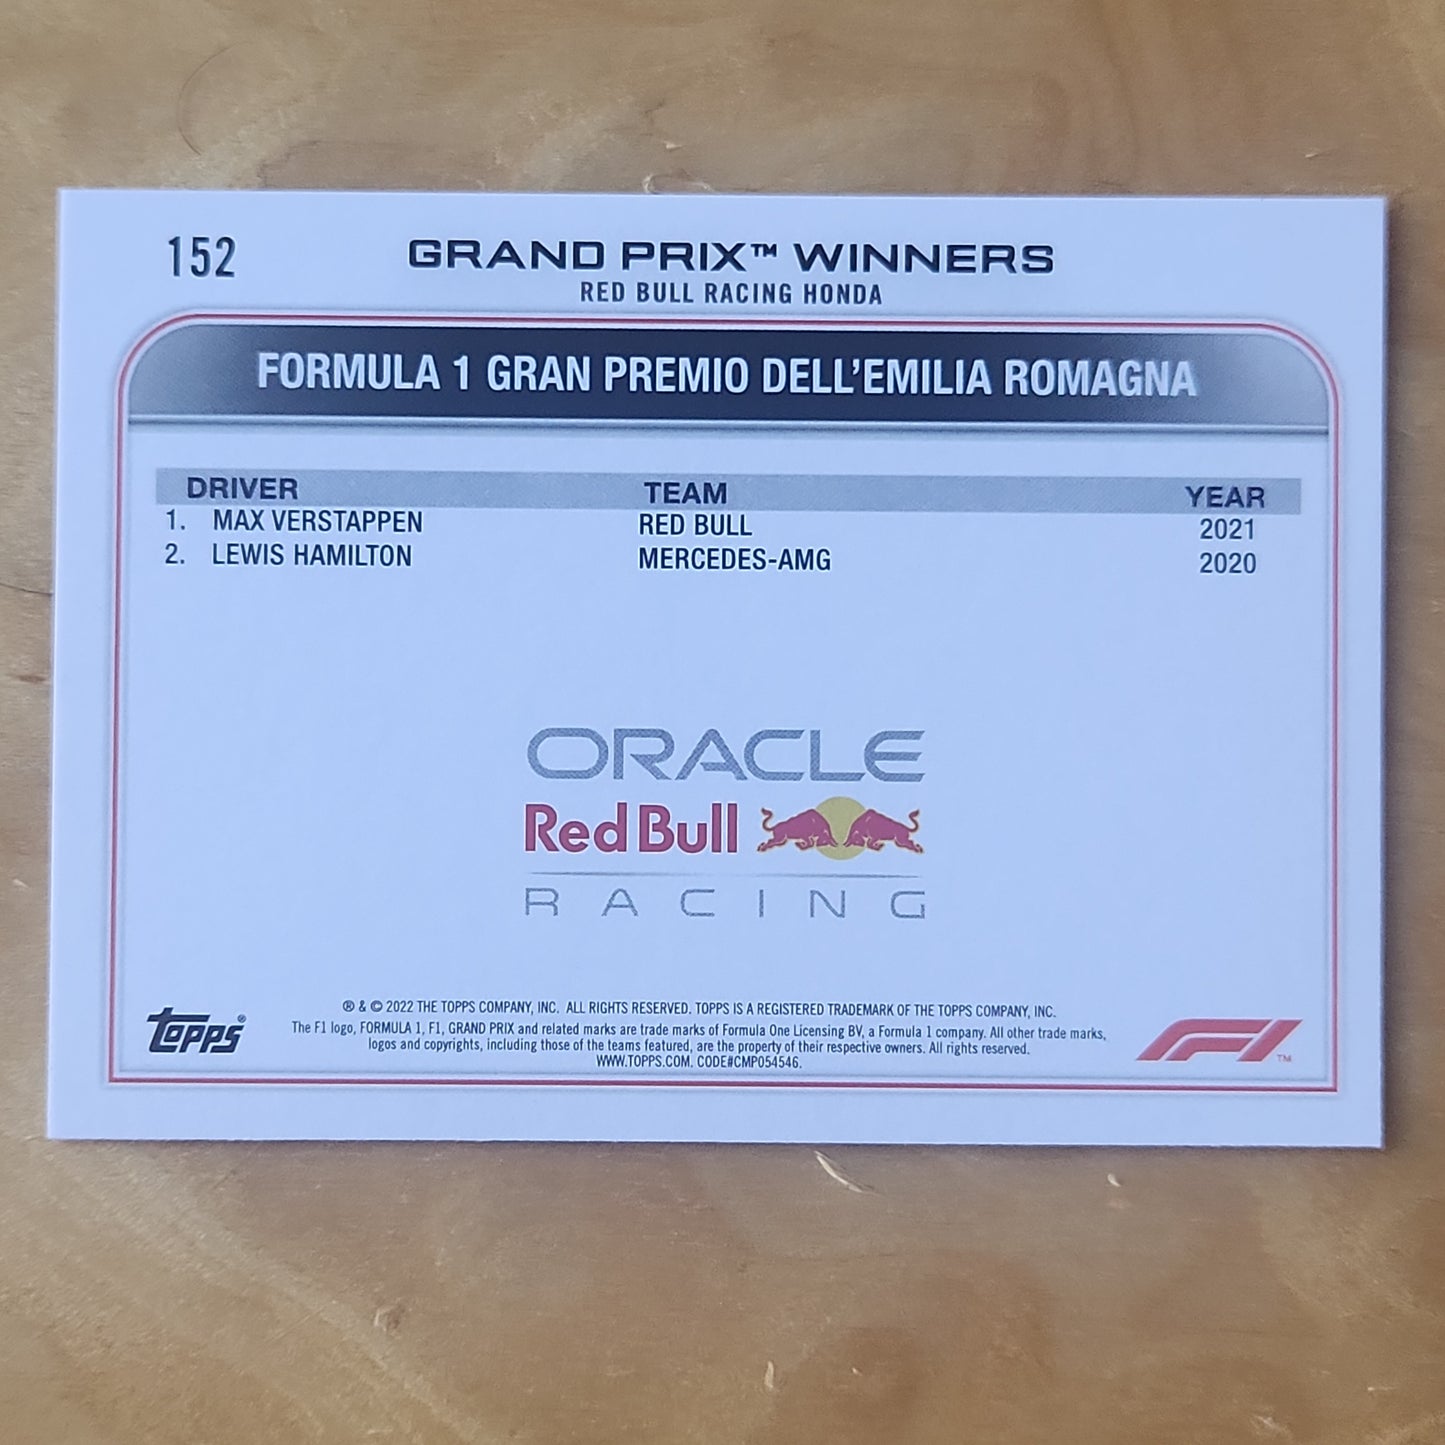 152
GRAND PRIX™ WINNERS
RED BULL RACING HONDA
FORMULA 1 GRAN PREMIO DELL'EMILIA ROMAGNA
DRIVER TEAM YEAR
1. MAX VERSTAPPEN RED BULL 2021
2. LEWIS HAMILTON MERCEDES-AMG 2020
ORACLE
Red Bull
RACING
® & © 2022 THE TOPPS COMPANY, INC. ALL RIGHTS RESERVED. TOPPS IS A REGISTERED TRADEMARK OF THE TOPPS COMPANY, INC.
The F1 logo, FORMULA 1, F1, GRAND PRIX and related marks are trade marks of Formula One Licensing BV, a Formula 1 company. All other trade marks,
logos and copyrights, including those of the teams featured, are the property of their respective owners. All rights reserved.
WWW.TOPPS.COM. CODE#CMP054546.
Topps®
F1™